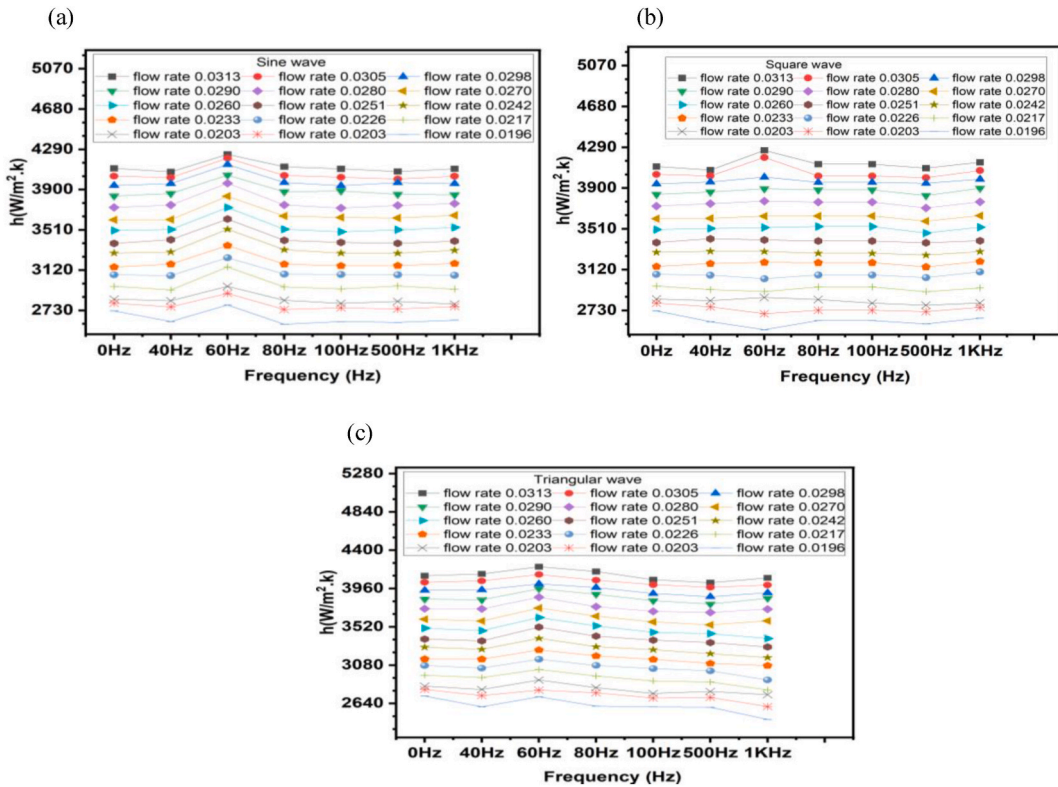 (a)
Sine wave
flow rate 0.0313 flow rate 0.0305 flow rate 0.0298
flow rate 0.0290 flow rate 0.0280 flow rate 0.0270
flow rate 0.0260 flow rate 0.0251 flow rate 0.0242
flow rate 0.0233 flow rate 0.0226 flow rate 0.0217
flow rate 0.0203 flow rate 0.0203 flow rate 0.0196
5070
4680
4290
3900
3510
3120
2730
h(W/m².k)
0Hz 40Hz 60Hz 80Hz 100Hz 500Hz 1KHz
Frequency (Hz)
(b)
Square wave
flow rate 0.0313 flow rate 0.0305 flow rate 0.0298
flow rate 0.0290 flow rate 0.0280 flow rate 0.0270
flow rate 0.0260 flow rate 0.0251 flow rate 0.0242
flow rate 0.0233 flow rate 0.0226 flow rate 0.0217
flow rate 0.0203 flow rate 0.0203 flow rate 0.0196
5070
4680
4290
3900
3510
3120
2730
h(W/m².k)
0Hz 40Hz 60Hz 80Hz 100Hz 500Hz 1KHz
Frequency (Hz)
(c)
Triangular wave
flow rate 0.0313 flow rate 0.0305 flow rate 0.0298
flow rate 0.0290 flow rate 0.0280 flow rate 0.0270
flow rate 0.0260 flow rate 0.0251 flow rate 0.0242
flow rate 0.0233 flow rate 0.0226 flow rate 0.0217
flow rate 0.0203 flow rate 0.0203 flow rate 0.0196
5280
4840
4400
3960
3520
3080
2640
h(W/m².k)
0Hz 40Hz 60Hz 80Hz 100Hz 500Hz 1KHz
Frequency (Hz)